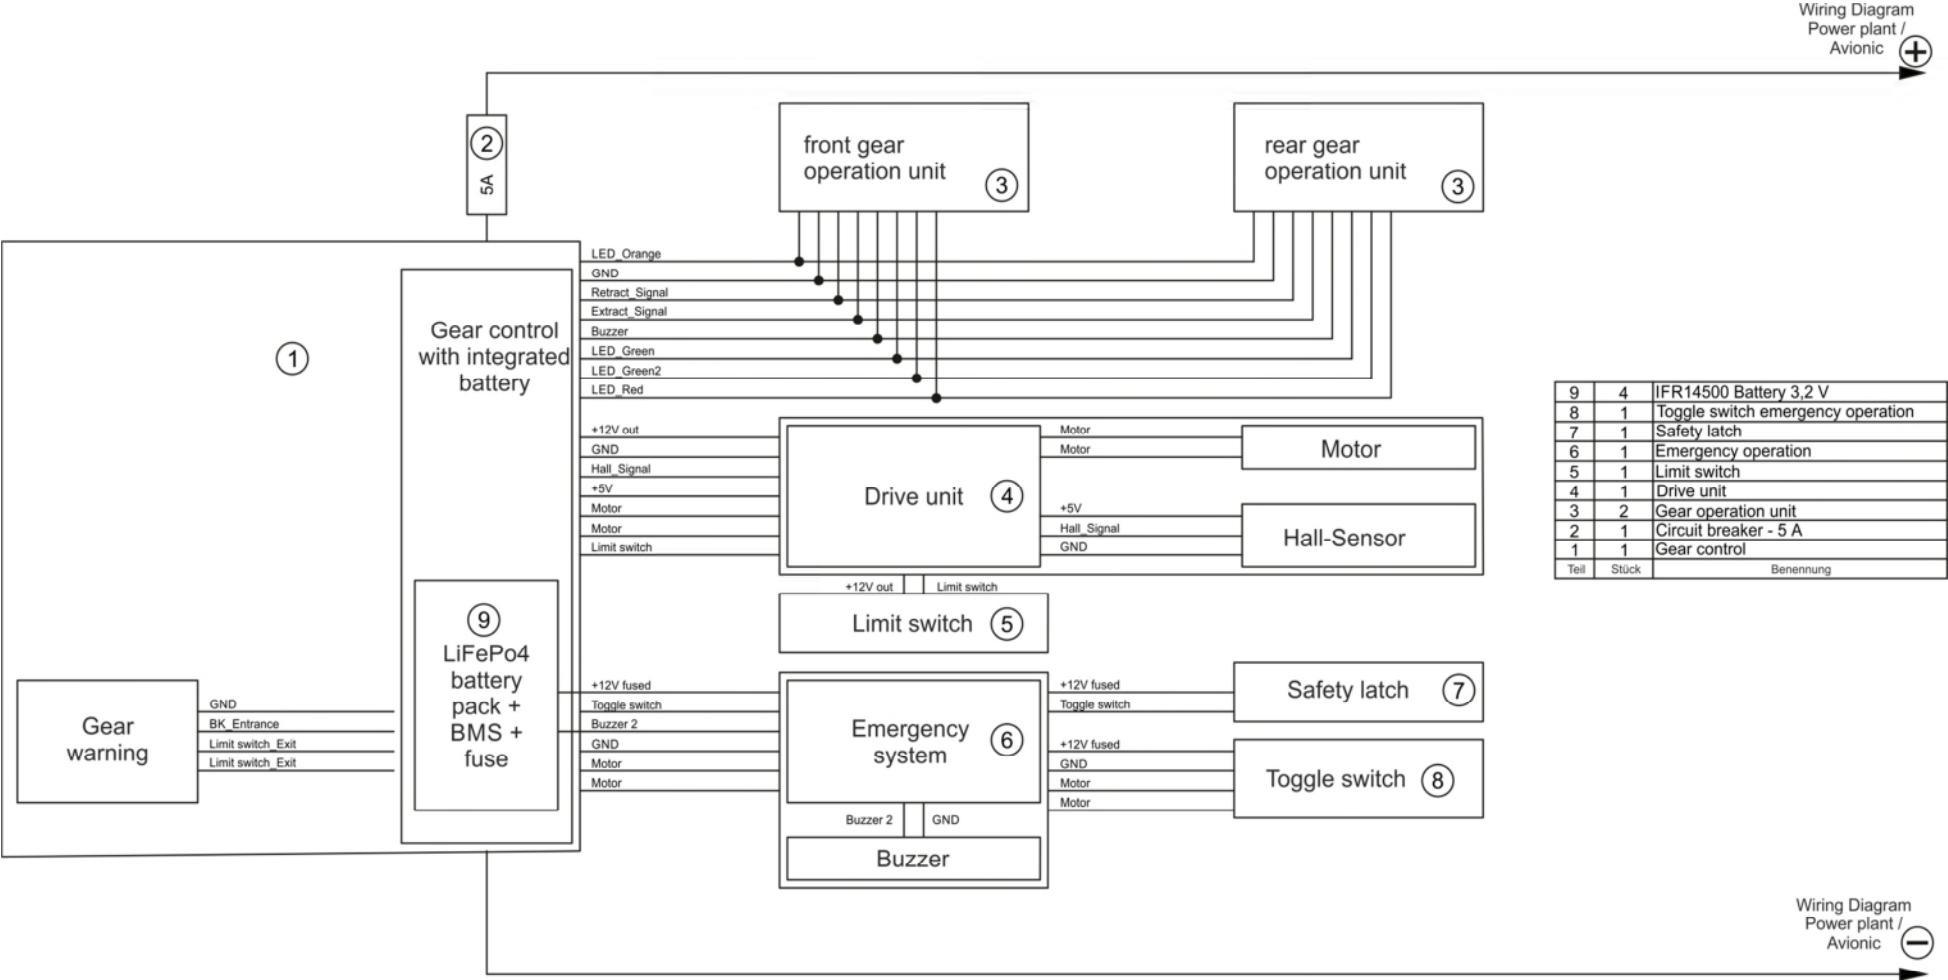 Wiring Diagram
Power plant /
Avionic
+
2
5A
front gear
operation unit
3
rear gear
operation unit
3
LED_Orange
GND
Retract_Signal
Extract_Signal
Buzzer
LED_Green
LED_Green2
LED_Red
1
Gear control
with integrated
battery
+12V out
GND
Hall_Signal
+5V
Motor
Motor
Limit switch
Drive unit
4
Motor
Motor
Motor
+5V
Hall_Signal
GND
Hall-Sensor
+12V out
Limit switch
Limit switch
5
9
LiFePo4
battery
pack +
BMS +
fuse
Gear
warning
GND
BK_Entrance
Limit switch_Exit
Limit switch_Exit
+12V fused
Toggle switch
Buzzer 2
GND
Motor
Motor
Emergency
system
6
+12V fused
Toggle switch
Safety latch
7
+12V fused
GND
Motor
Motor
Toggle switch
8
Buzzer 2
GND
Buzzer
9 4 IFR14500 Battery 3,2 V
8 1 Toggle switch emergency operation
7 1 Safety latch
6 1 Emergency operation
5 1 Limit switch
4 1 Drive unit
3 2 Gear operation unit
2 1 Circuit breaker - 5 A
1 1 Gear control
Teil Stück Benennung
Wiring Diagram
Power plant /
Avionic
−